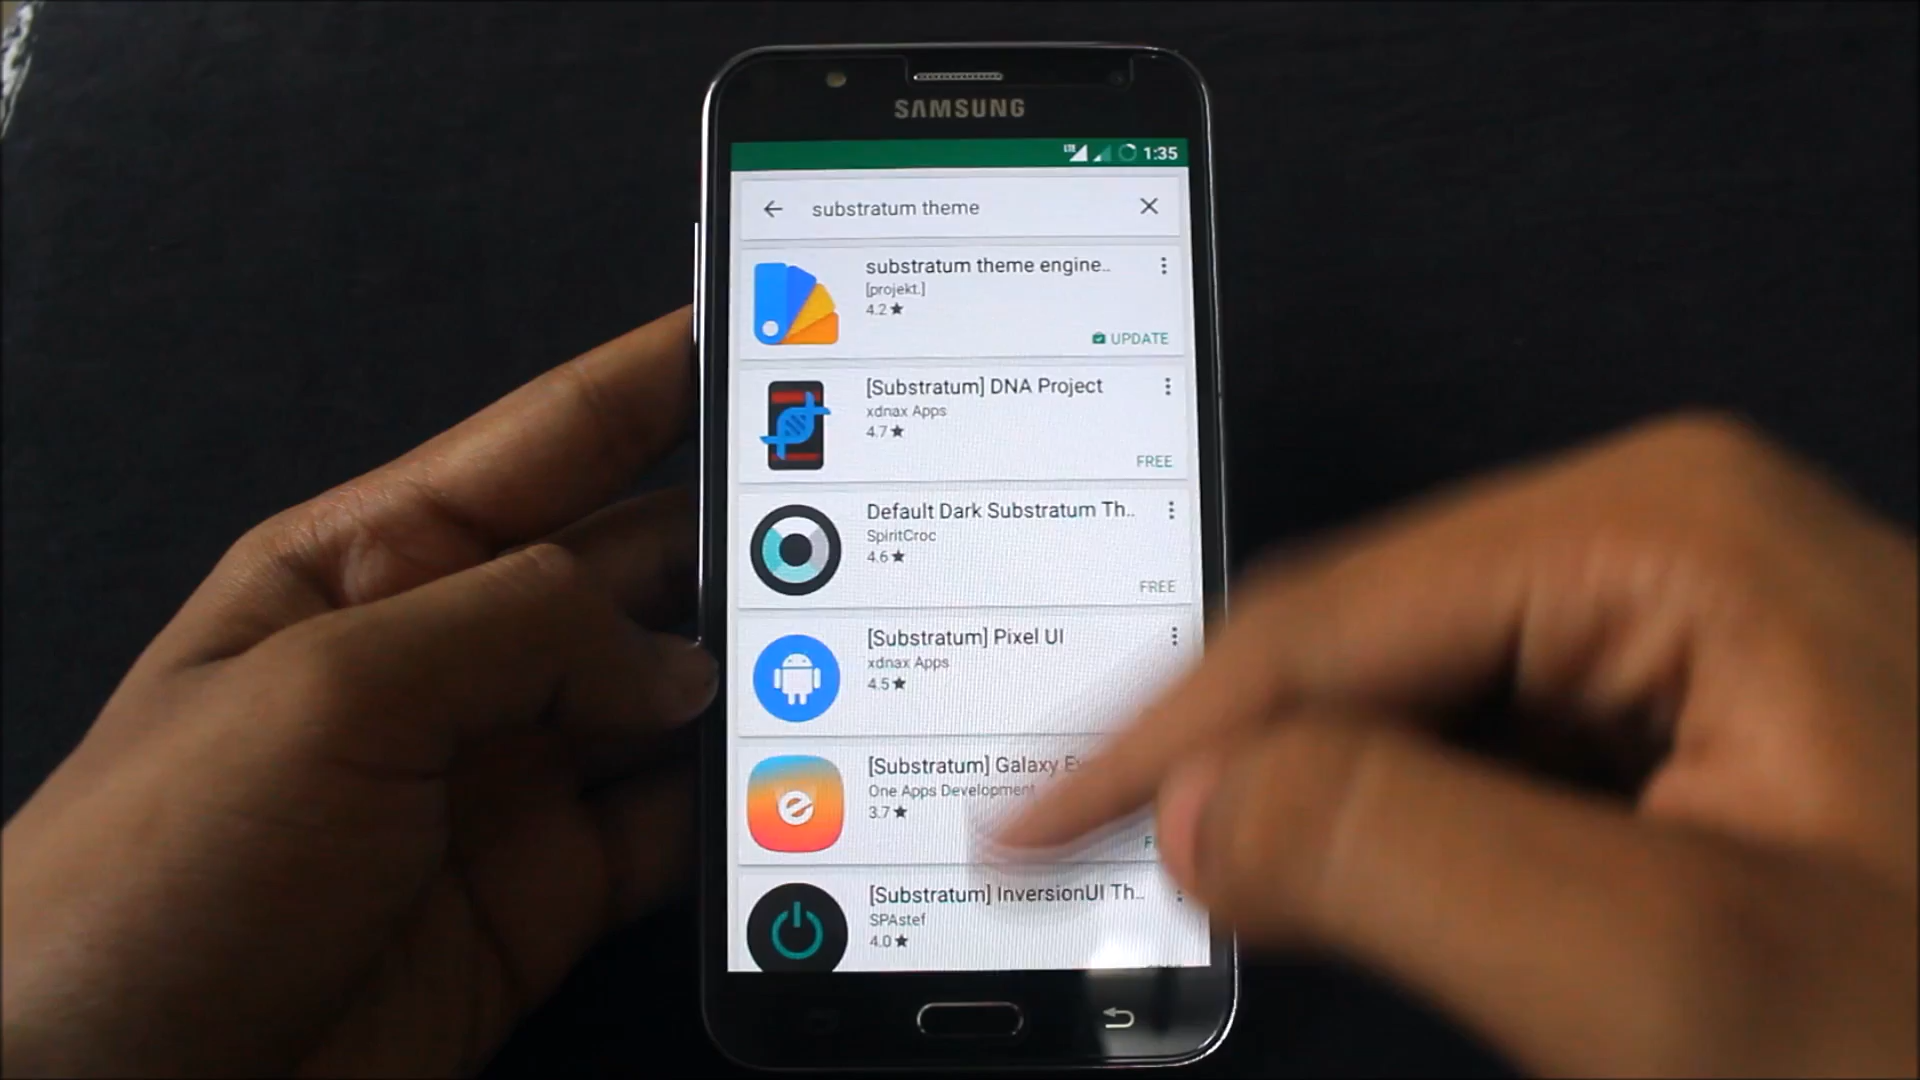 SAMSUNG
LTE 1:35
substratum theme
substratum theme engine..
[projekt.]
4.2★
UPDATE
[Substratum] DNA Project
xdnax Apps
4.7★
FREE
Default Dark Substratum Th..
SpiritCroc
4.6★
FREE
[Substratum] Pixel UI
xdnax Apps
4.5★
[Substratum] Galaxy
One Apps Development
3.7★
[Substratum] InversionUI Th..
SPAstef
4.0★